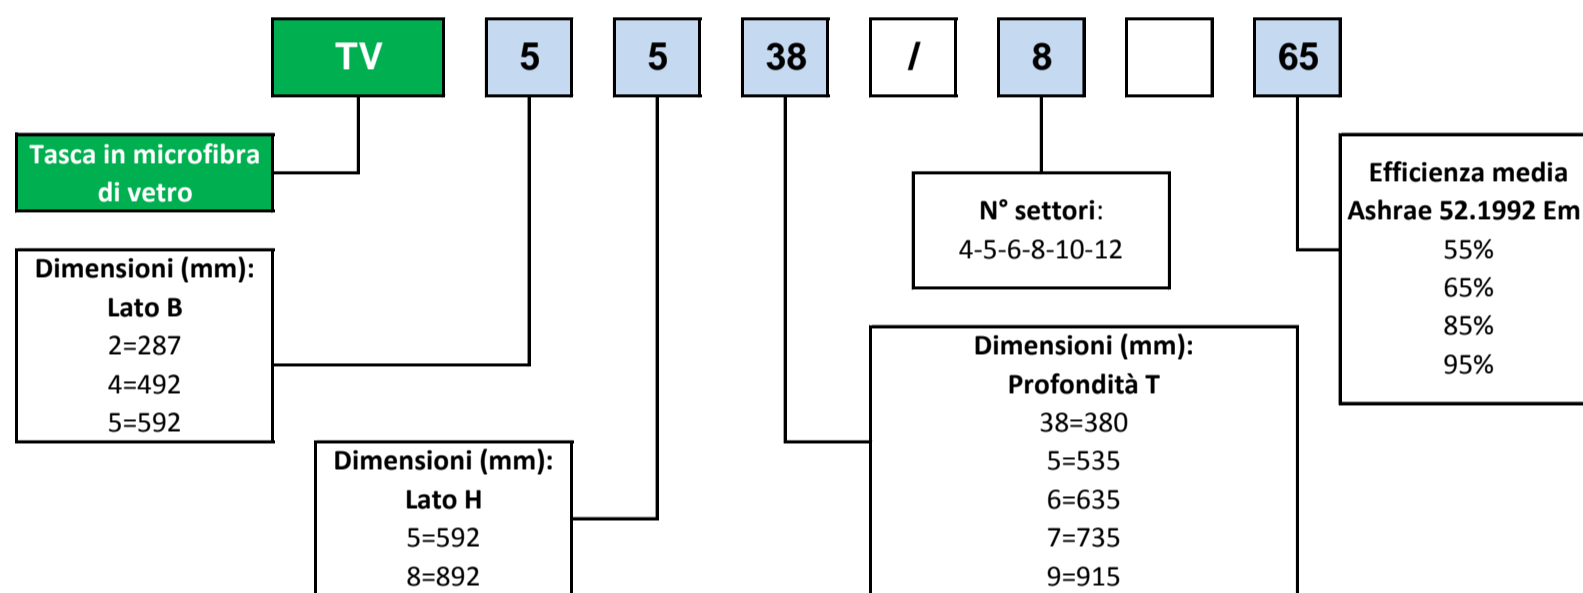 TV 5 5 38 / 8 65
Tasca in microfibra
di vetro
Dimensioni (mm):
Lato B
2=287
4=492
5=592
Dimensioni (mm):
Lato H
5=592
8=892
N° settori:
4-5-6-8-10-12
Dimensioni (mm):
Profondità T
38=380
5=535
6=635
7=735
9=915
Efficienza media
Ashrae 52.1992 Em
55%
65%
85%
95%